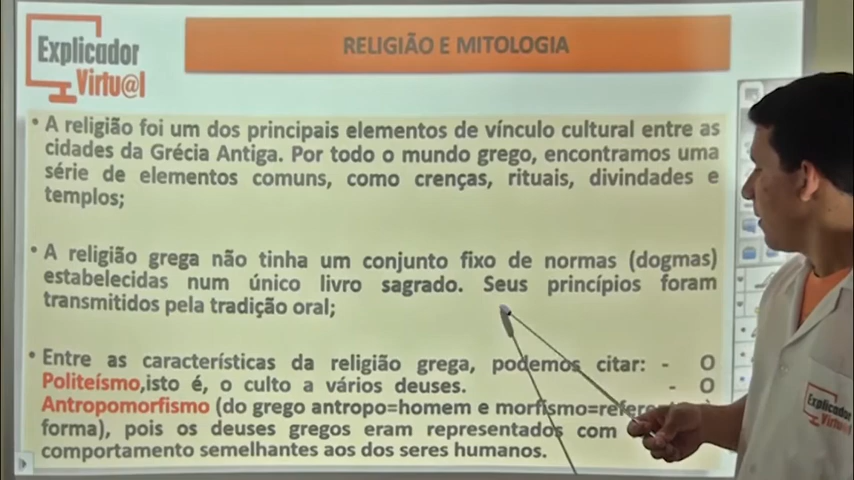 Explicador
Virtu@l
RELIGIÃO E MITOLOGIA
• A religião foi um dos principais elementos de vínculo cultural entre as
cidades da Grécia Antiga. Por todo o mundo grego, encontramos uma
série de elementos comuns, como crenças, rituais, divindades e
templos;
• A religião grega não tinha um conjunto fixo de normas (dogmas)
estabelecidas num único livro sagrado. Seus princípios foram
transmitidos pela tradição oral;
• Entre as características da religião grega, podemos citar: - O
Politeísmo,isto é, o culto a vários deuses. - O
Antropomorfismo (do grego antropo=homem e morfismo=
forma), pois os deuses gregos eram representados com
comportamento semelhantes aos dos seres humanos.
Explicador